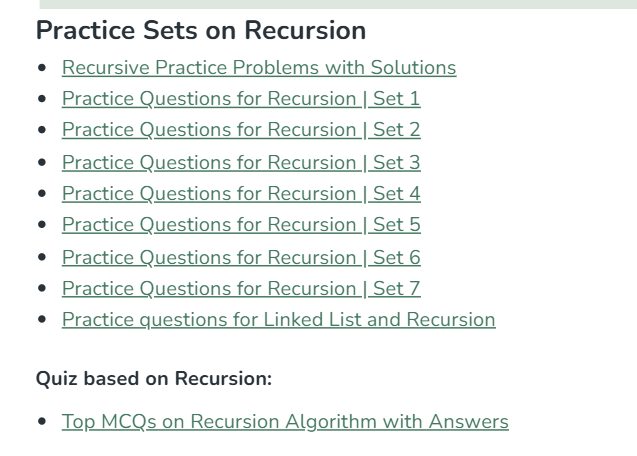 Practice Sets on Recursion
Recursive Practice Problems with Solutions
Practice Questions for Recursion | Set 1
Practice Questions for Recursion | Set 2
Practice Questions for Recursion | Set 3
Practice Questions for Recursion | Set 4
Practice Questions for Recursion | Set 5
Practice Questions for Recursion | Set 6
Practice Questions for Recursion | Set 7
Practice questions for Linked List and Recursion
Quiz based on Recursion:
Top MCQs on Recursion Algorithm with Answers